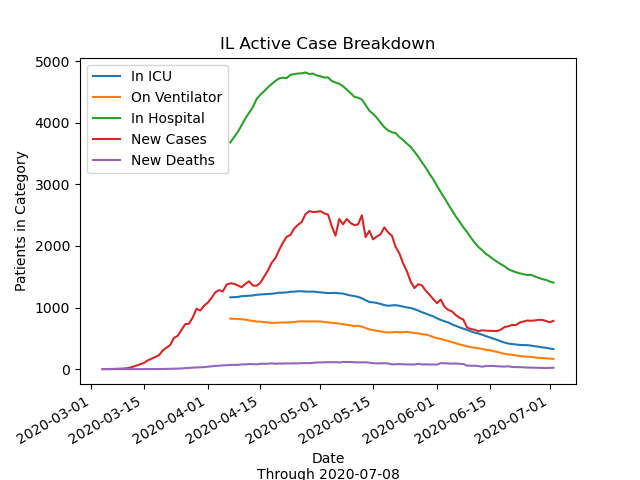 IL Active Case Breakdown
In ICU
On Ventilator
In Hospital
New Cases
New Deaths
Patients in Category
5000
4000
3000
2000
1000
0
2020-03-01
2020-03-15
2020-04-01
2020-04-15
2020-05-01
2020-05-15
2020-06-01
2020-06-15
2020-07-01
Date
Through 2020-07-08